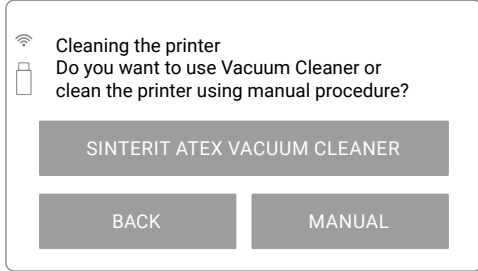 Cleaning the printer
Do you want to use Vacuum Cleaner or
clean the printer using manual procedure?
SINTERIT ATEX VACUUM CLEANER
BACK
MANUAL